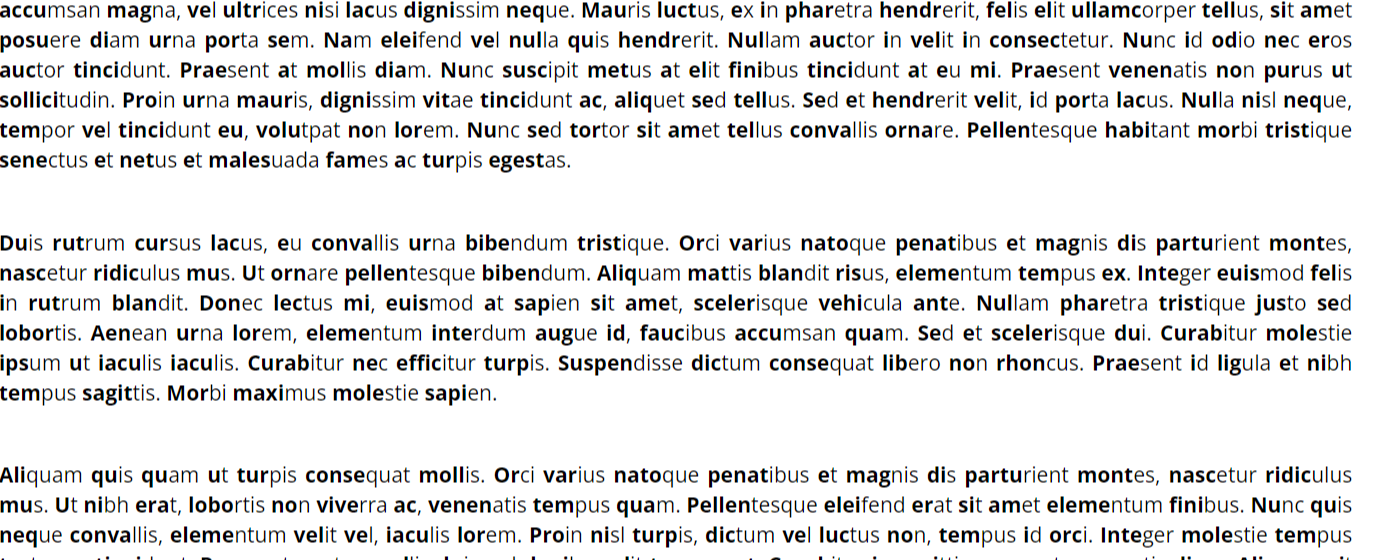 accumsan magna, vel ultrices nisi lacus dignissim neque. Mauris luctus, ex in pharetra hendrerit, felis elit ullamcorper tellus, sit amet
posuere diam urna porta sem. Nam eleifend vel nulla quis hendrerit. Nullam auctor in velit in consectetur. Nunc id odio nec eros
auctor tincidunt. Praesent at mollis diam. Nunc suscipit metus at elit finibus tincidunt at eu mi. Praesent venenatis non purus ut
sollicitudin. Proin urna mauris, dignissim vitae tincidunt ac, aliquet sed tellus. Sed et hendrerit velit, id porta lacus. Nulla nisl neque,
tempor vel tincidunt eu, volutpat non lorem. Nunc sed tortor sit amet tellus convallis ornare. Pellentesque habitant morbi tristique
senectus et netus et malesuada fames ac turpis egestas.
Duis rutrum cursus lacus, eu convallis urna bibendum tristique. Orci varius natoque penatibus et magnis dis parturient montes,
nascetur ridiculus mus. Ut ornare pellentesque bibendum. Aliquam mattis blandit risus, elementum tempus ex. Integer euismod felis
in rutrum blandit. Donec lectus mi, euismod at sapien sit amet, scelerisque vehicula ante. Nullam pharetra tristique justo sed
lobortis. Aenean urna lorem, elementum interdum augue id, faucibus accumsan quam. Sed et scelerisque dui. Curabitur molestie
ipsum ut iaculis iaculis. Curabitur nec efficitur turpis. Suspendisse dictum consequat libero non rhoncus. Praesent id ligula et nibh
tempus sagittis. Morbi maximus molestie sapien.
Aliquam quis quam ut turpis consequat mollis. Orci varius natoque penatibus et magnis dis parturient montes, nascetur ridiculus
mus. Ut nibh erat, lobortis non viverra ac, venenatis tempus quam. Pellentesque eleifend erat sit amet elementum finibus. Nunc quis
neque convallis, elementum velit vel, iaculis lorem. Proin nisl turpis, dictum vel luctus non, tempus id orci. Integer molestie tempus